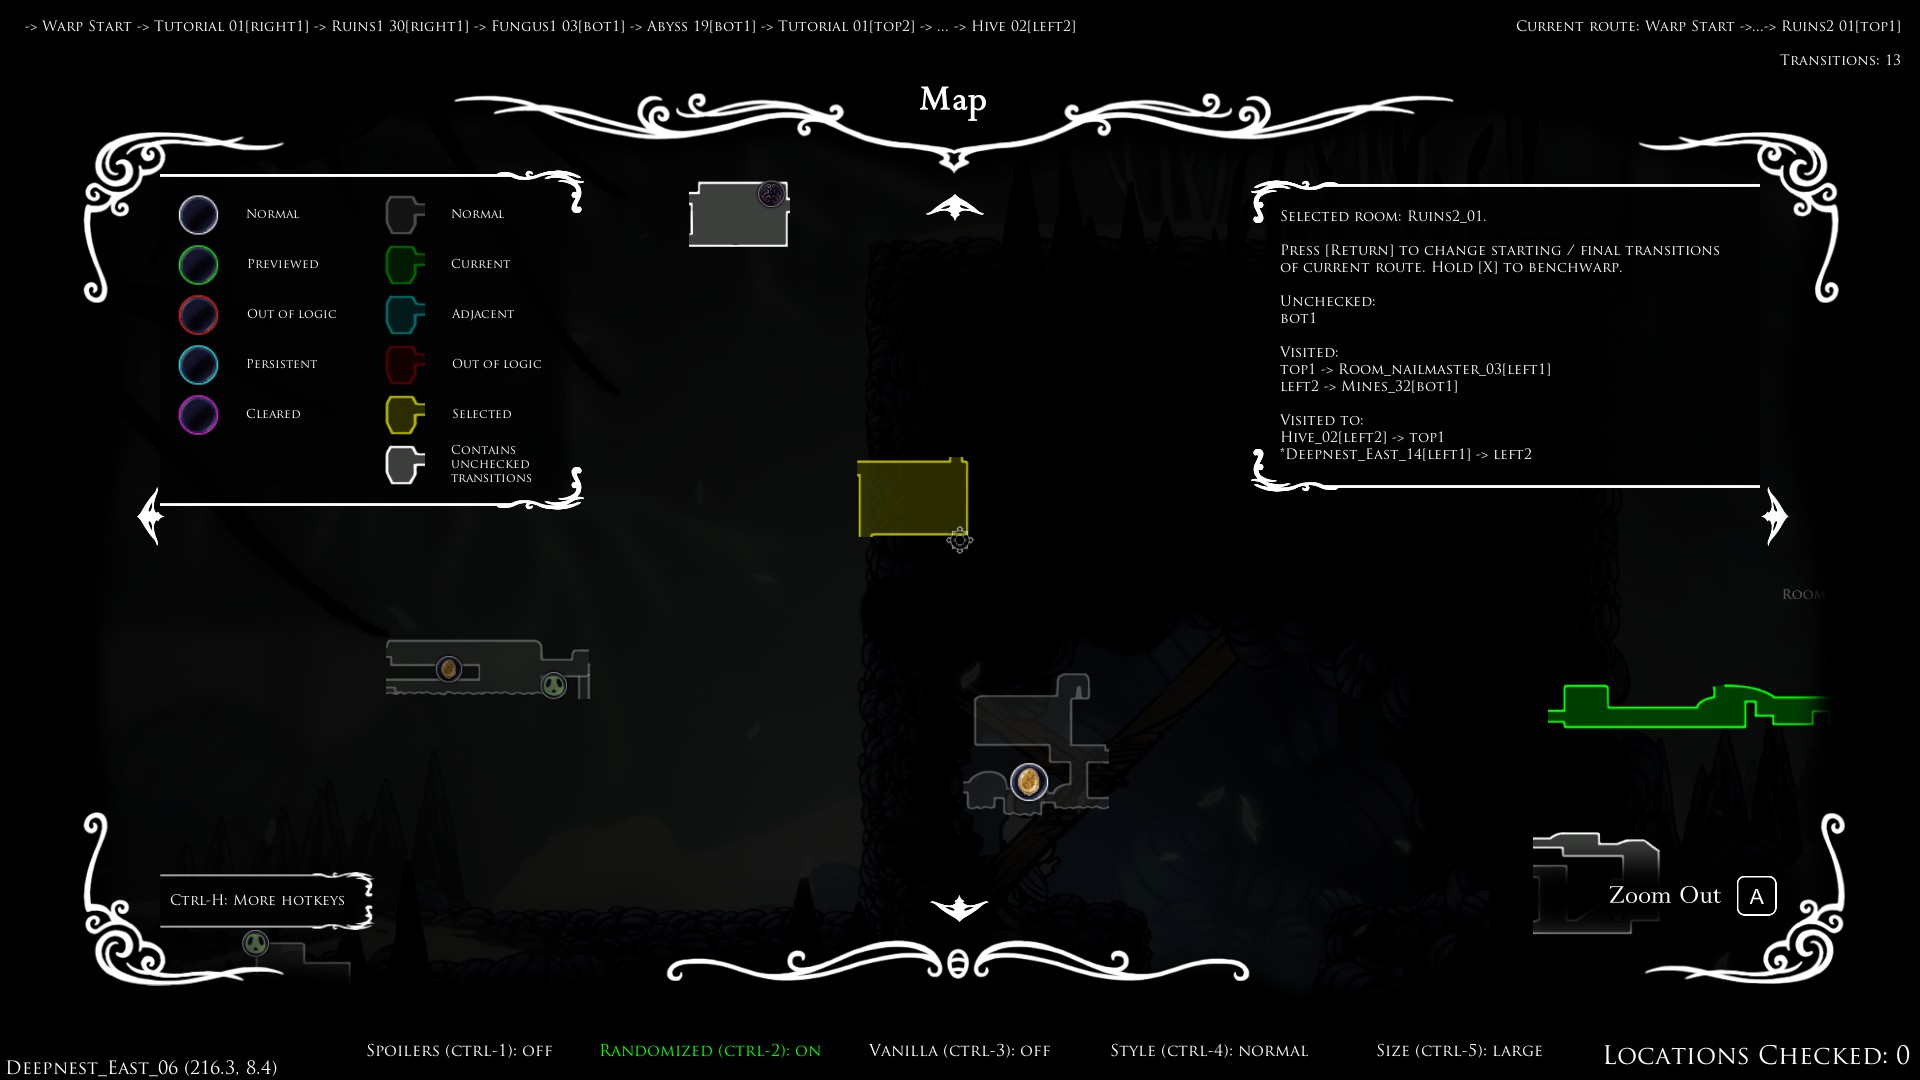 -> Warp Start -> Tutorial 01[right1] -> Ruins1 30[right1] -> Fungus1 03[bot1] -> Abyss 19[bot1] -> Tutorial 01[top2] -> ... -> Hive 02[left2]
Current route: Warp Start ->...-> Ruins2 01[top1]
Transitions: 13
Map
Normal
Normal
Previewed
Current
Out of logic
Adjacent
Persistent
Out of logic
Cleared
Selected
Contains
unchecked
transitions
Selected room: Ruins2_01.
Press [Return] to change starting / final transitions
of current route. Hold [X] to benchwarp.
Unchecked:
bot1
Visited:
top1 -> Room_nailmaster_03[left1]
left2 -> Mines_32[bot1]
Visited to:
Hive_02[left2] -> top1
*Deepnest_East_14[left1] -> left2
Room
Ctrl-H: More hotkeys
Zoom Out A
Deepnest_East_06 (216.3, 8.4)
Spoilers (ctrl-1): off
Randomized (ctrl-2): on
Vanilla (ctrl-3): off
Style (ctrl-4): normal
Size (ctrl-5): large
Locations Checked: 0